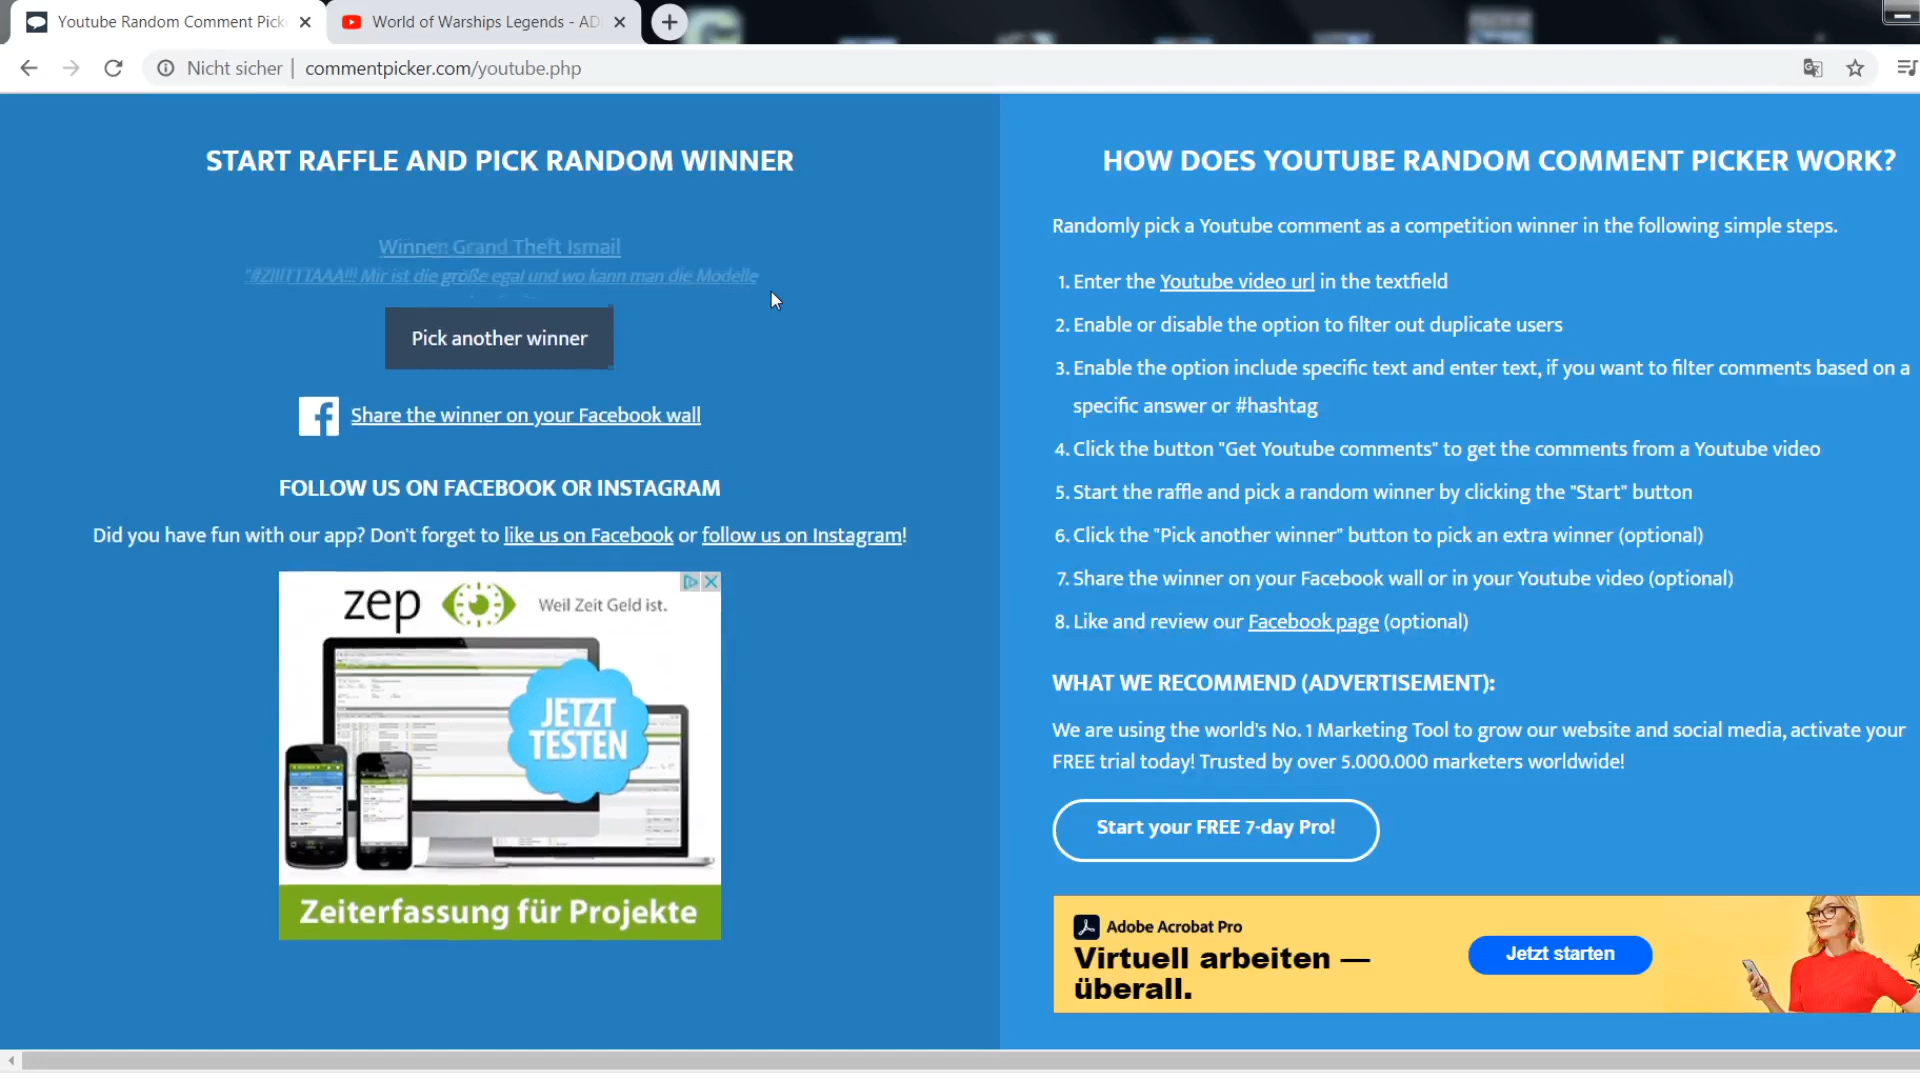 Youtube Random Comment Pick
World of Warships Legends - AD
Nicht sicher | commentpicker.com/youtube.php
START RAFFLE AND PICK RANDOM WINNER
Winner: Grand Theft Ismail
"#ZIIITTTAAA!!! Mir ist die größe egal und wo kann man die Modelle
Pick another winner
Share the winner on your Facebook wall
FOLLOW US ON FACEBOOK OR INSTAGRAM
Did you have fun with our app? Don't forget to like us on Facebook or follow us on Instagram!
zep Weil Zeit Geld ist.
JETZT
TESTEN
Zeiterfassung für Projekte
HOW DOES YOUTUBE RANDOM COMMENT PICKER WORK?
Randomly pick a Youtube comment as a competition winner in the following simple steps.
1. Enter the Youtube video url in the textfield
2. Enable or disable the option to filter out duplicate users
3. Enable the option include specific text and enter text, if you want to filter comments based on a
specific answer or #hashtag
4. Click the button "Get Youtube comments" to get the comments from a Youtube video
5. Start the raffle and pick a random winner by clicking the "Start" button
6. Click the "Pick another winner" button to pick an extra winner (optional)
7. Share the winner on your Facebook wall or in your Youtube video (optional)
8. Like and review our Facebook page (optional)
WHAT WE RECOMMEND (ADVERTISEMENT):
We are using the world's No. 1 Marketing Tool to grow our website and social media, activate your
FREE trial today! Trusted by over 5.000.000 marketers worldwide!
Start your FREE 7-day Pro!
Adobe Acrobat Pro
Virtuell arbeiten —
überall.
Jetzt starten